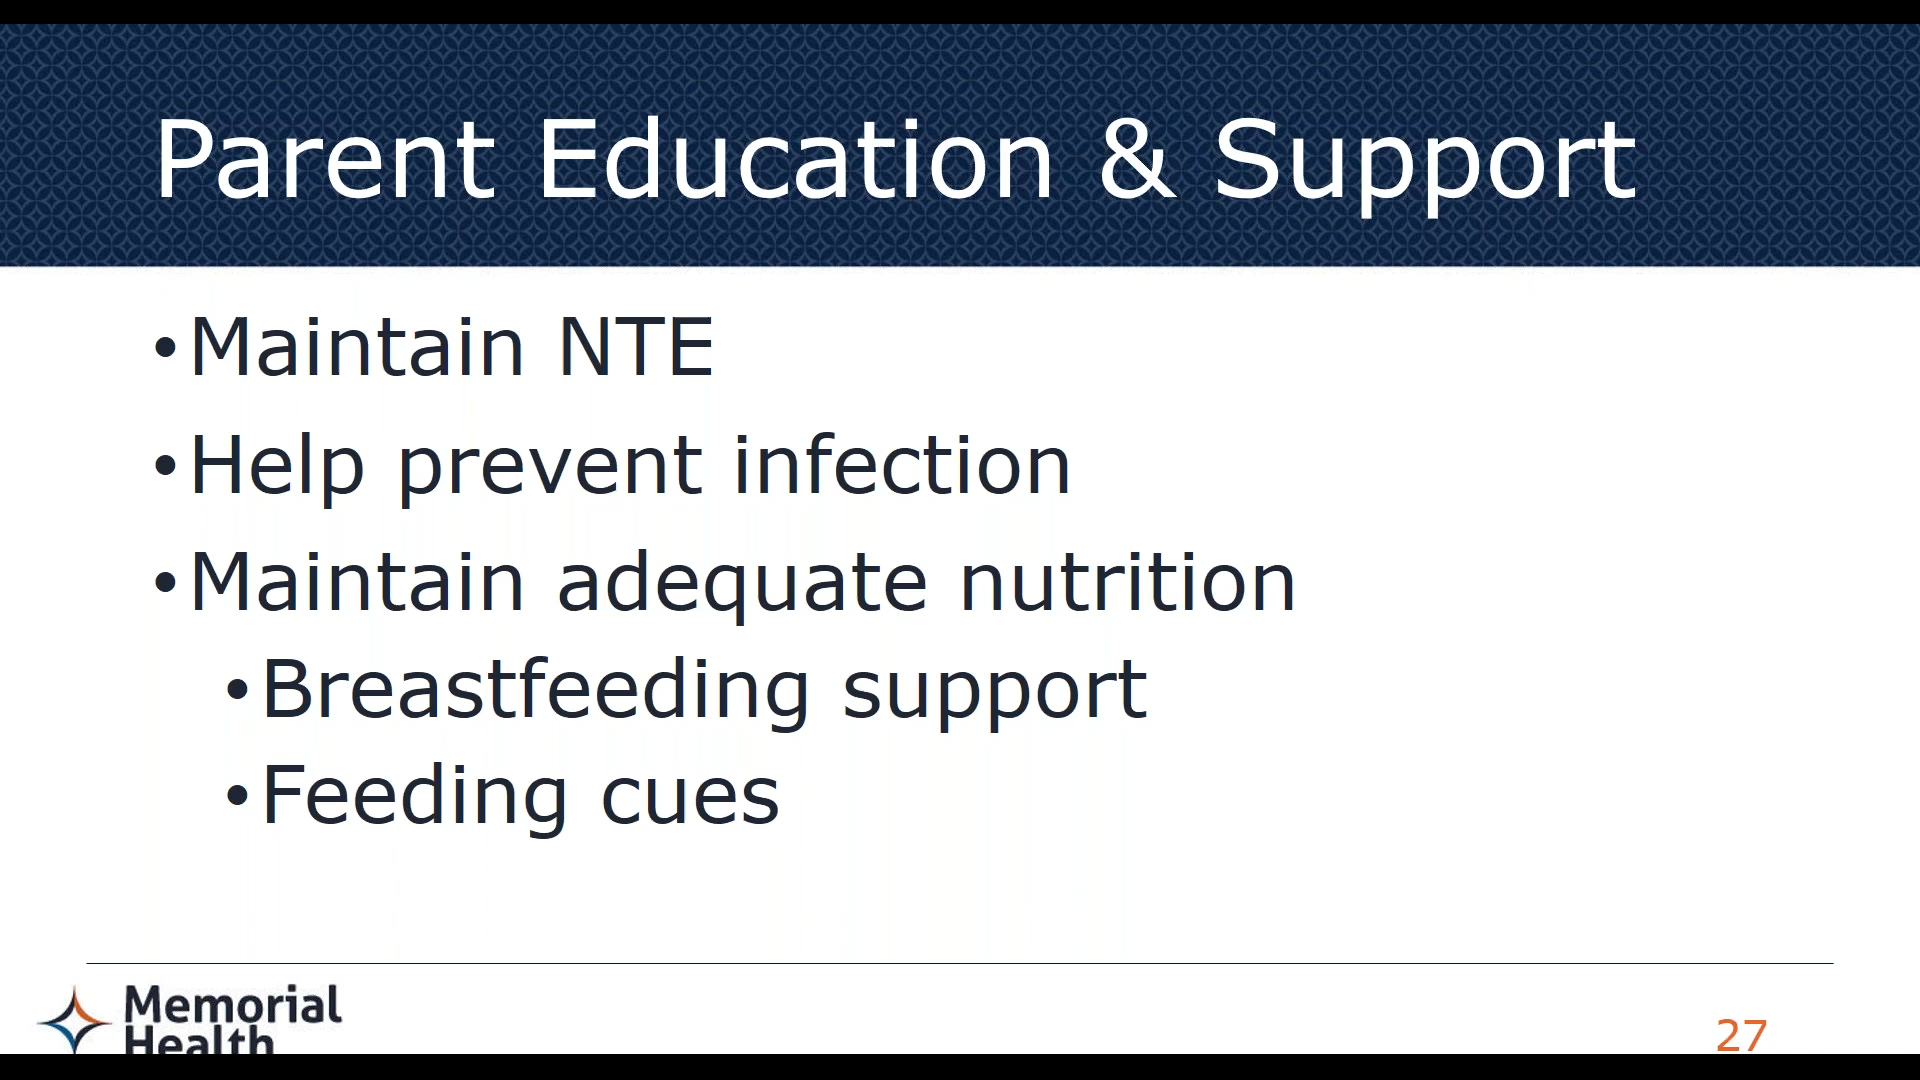 Parent Education & Support
•Maintain NTE
•Help prevent infection
•Maintain adequate nutrition
•Breastfeeding support
•Feeding cues
Memorial
Health
27